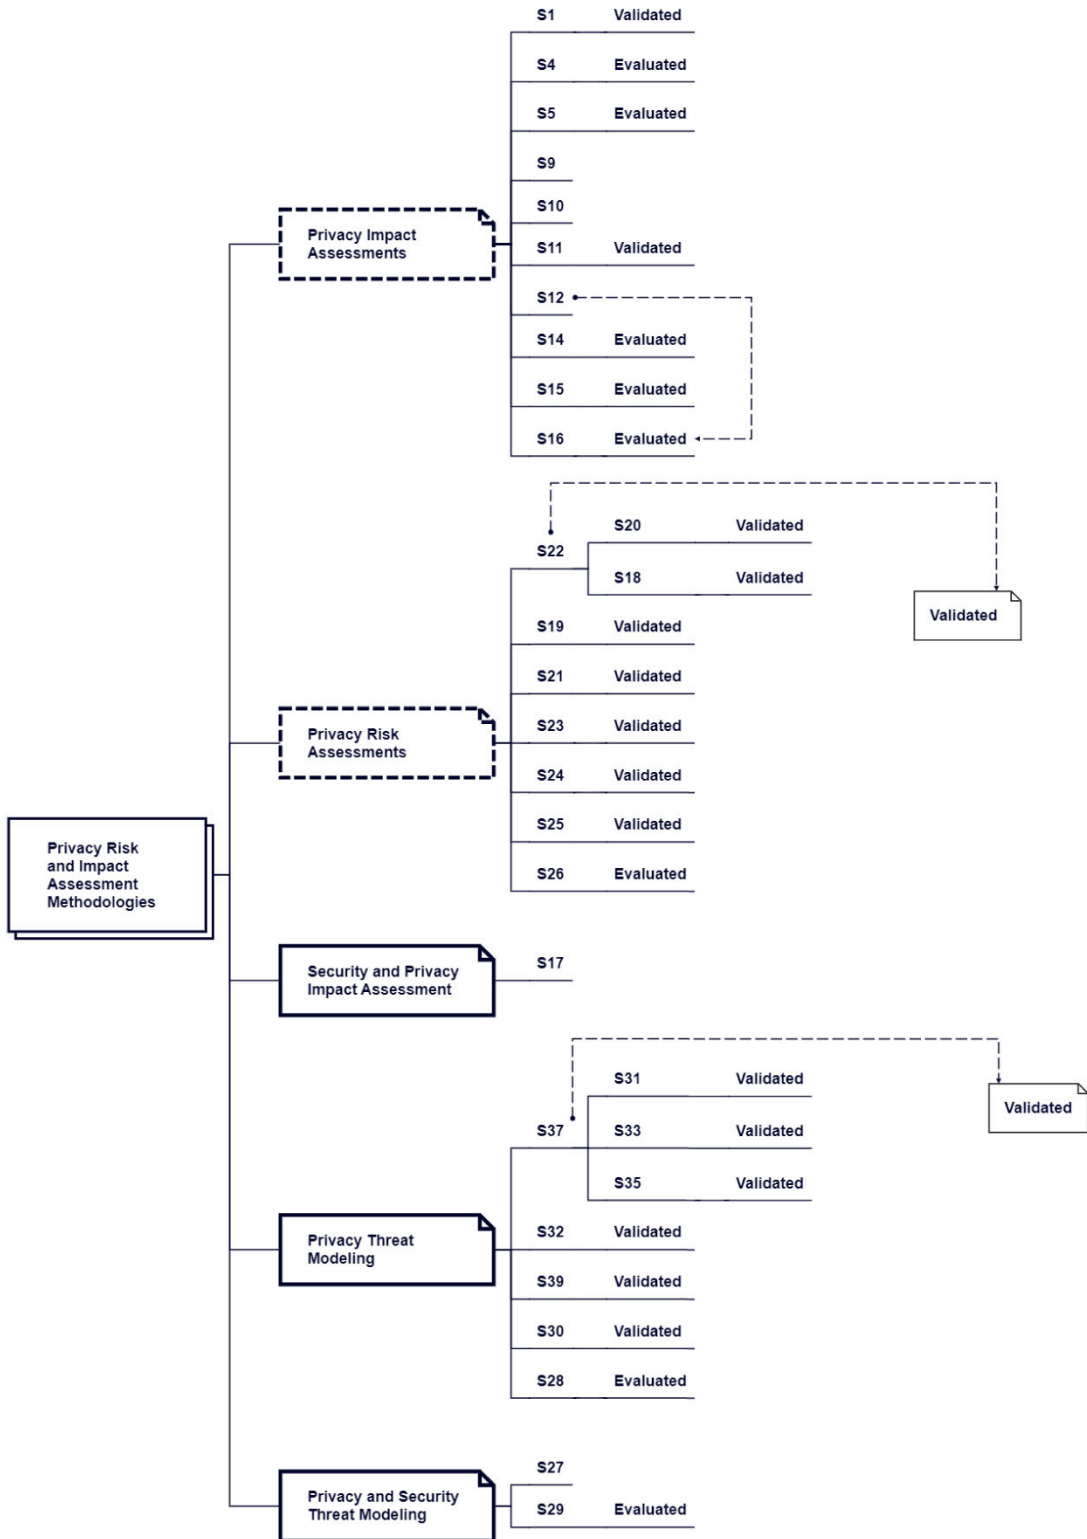 S1 Validated
S4 Evaluated
S5 Evaluated
S9
S10
Privacy Impact
Assessments
S11 Validated
S12
S14 Evaluated
S15 Evaluated
S16 Evaluated
S22
S20 Validated
S18 Validated
Validated
S19 Validated
S21 Validated
Privacy Risk
Assessments
S23 Validated
S24 Validated
S25 Validated
S26 Evaluated
Privacy Risk
and Impact
Assessment
Methodologies
Security and Privacy
Impact Assessment
S17
S37
S31 Validated
S33 Validated
S35 Validated
Validated
Privacy Threat
Modeling
S32 Validated
S39 Validated
S30 Validated
S28 Evaluated
Privacy and Security
Threat Modeling
S27
S29 Evaluated